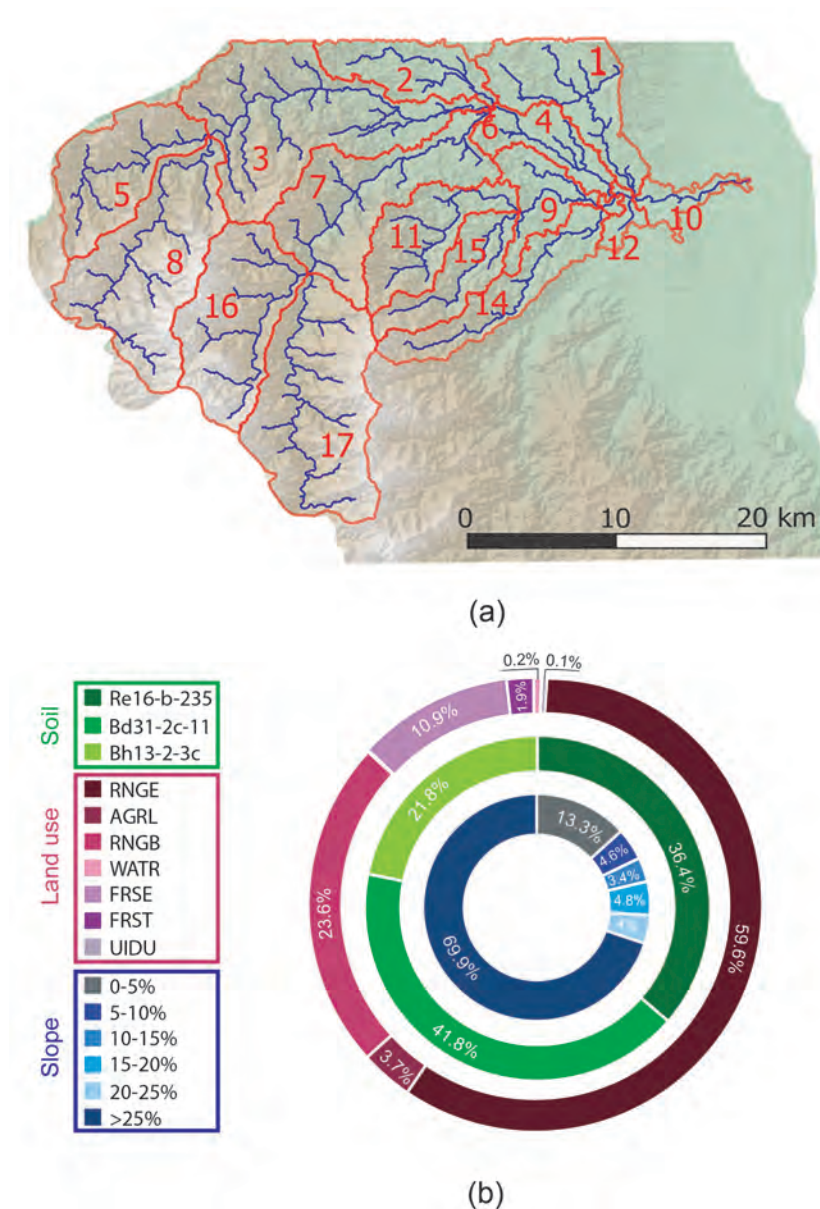 1
2
4
6
3
5
7
9
10
8
11
15
12
16
14
17
0 10 20 km
(a)
0.2% 0.1%
Soil
Re16-b-235
Bd31-2c-11
Bh13-2-3c
Land use
RNGE
AGRL
RNGB
WATR
FRSE
FRST
UIDU
Slope
0-5%
5-10%
10-15%
15-20%
20-25%
>25%
1.9%
10.9%
21.8%
13.3%
4.6%
3.4%
4.8%
4%
36.4%
23.6%
59.6%
69.9%
41.8%
3.7%
(b)